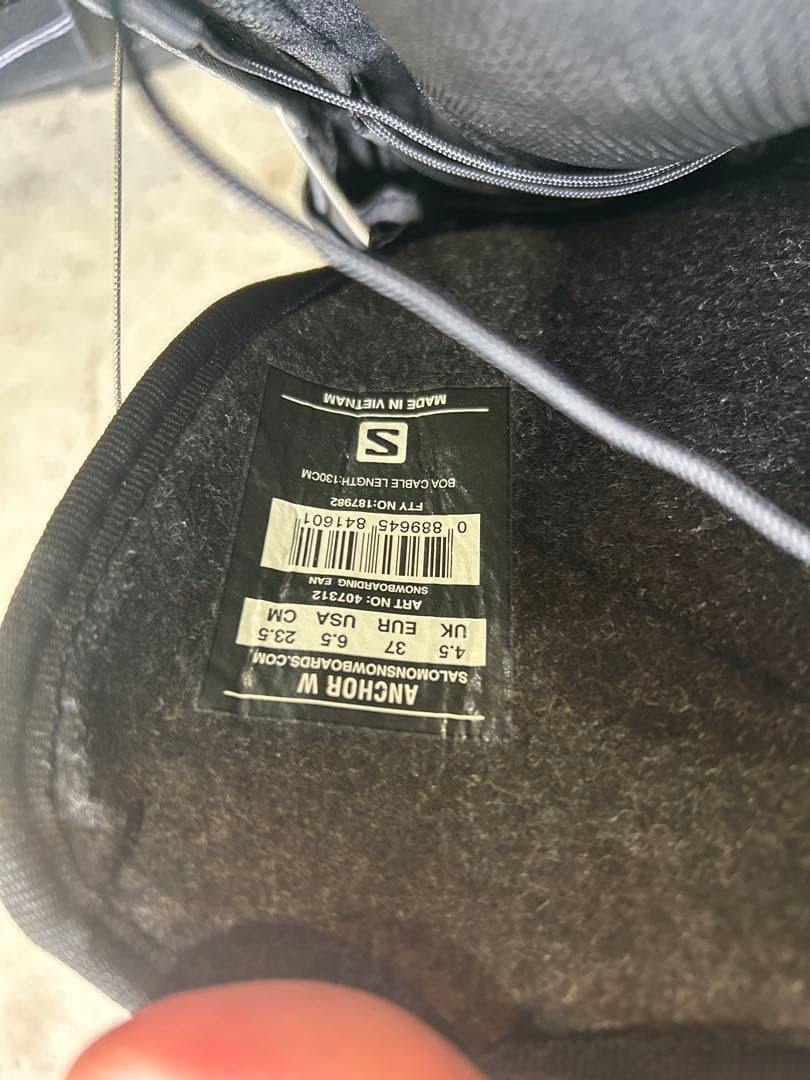 ANCHOR W
SALOMONSNOWBOARDS.COM
4.5 37 6.5 23.5
UK EUR USA CM
ART NO: 407312
SNOWBOARDING EAN
0 889645 841601
FTY NO:187982
BOA CABLE LENGTH:130CM
MADE IN VIETNAM